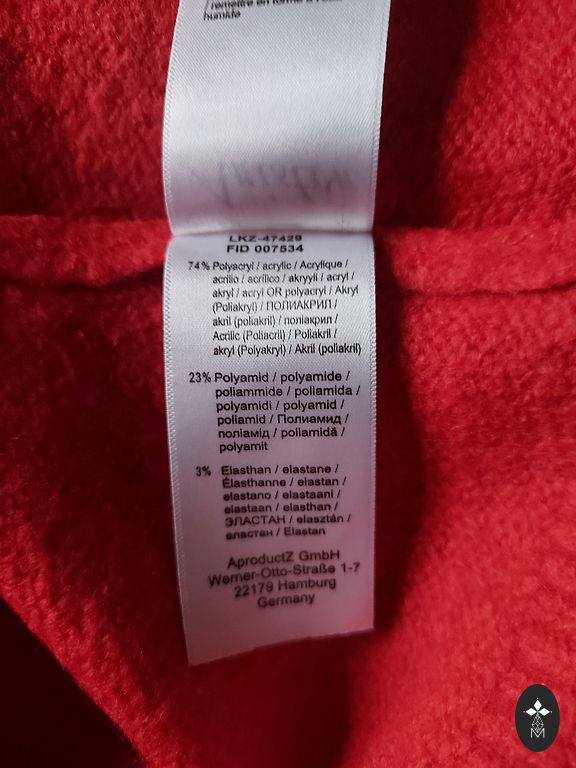 / remettre en forme à l'état
humide
LKZ-47429
FID 007534
74% Polyacryl / acrylic / Acrylique /
acrilio / acrílico / akryyli / acryl /
akryl / acryl OR polyacryl / Akryl
(Poliakryl) / ПОЛИАКРИЛ /
akril (poliakril) / поліакрил /
Acrilic (Poliacril) / Poliakril /
akryl (Polyakryl) / Akril (poliakril)
23% Polyamid / polyamide /
poliammide / poliamida /
polyamidi / polyamid /
poliamid / Полиамид /
поліамід / poliamidă /
polyamit
3% Elasthan / elastane /
Élasthanne / elastan /
elastano / elastaani /
elastaan / elasthan /
ЭЛАСТАН / elasztán /
еластан / Elastan
AproductZ GmbH
Werner-Otto-Straße 1-7
22179 Hamburg
Germany
M